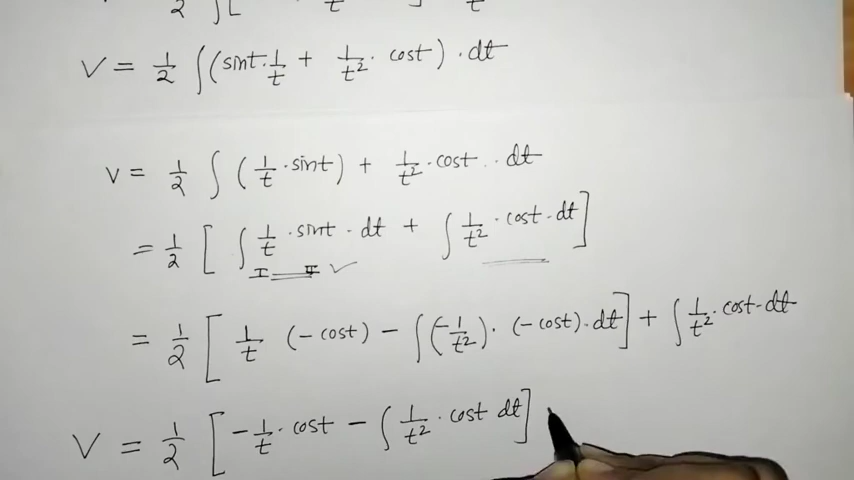 V = 1/2 ∫(sint·1/t + 1/t²· cost)·dt
V = 1/2 ∫(1/t·sint) + 1/t²·cost·· dt
= 1/2 [∫ 1/t·sint·dt + ∫ 1/t²·cost·dt]
I II ✓
= 1/2 [1/t (-cost) - ∫(-1/t²)·(-cost)·dt] + ∫ 1/t²·cost·dt
V = 1/2 [-1/t·cost - ∫ 1/t²·cost dt]